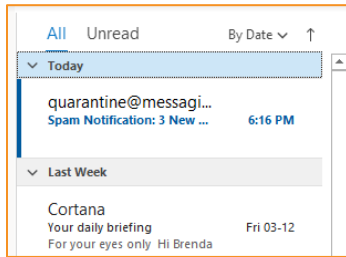 All Unread By Date ↑
Today
quarantine@messagi...
Spam Notification: 3 New ... 6:16 PM
Last Week
Cortana
Your daily briefing Fri 03-12
For your eyes only Hi Brenda